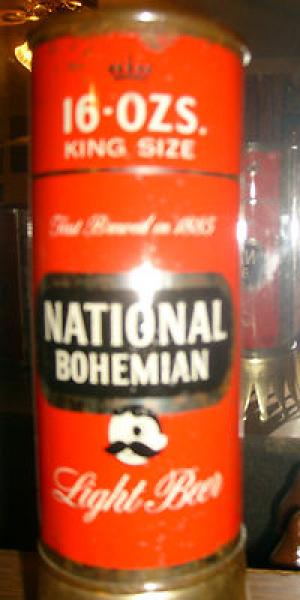 16-OZS.
KING SIZE
First Brewed in 1885
NATIONAL
BOHEMIAN
Light Beer